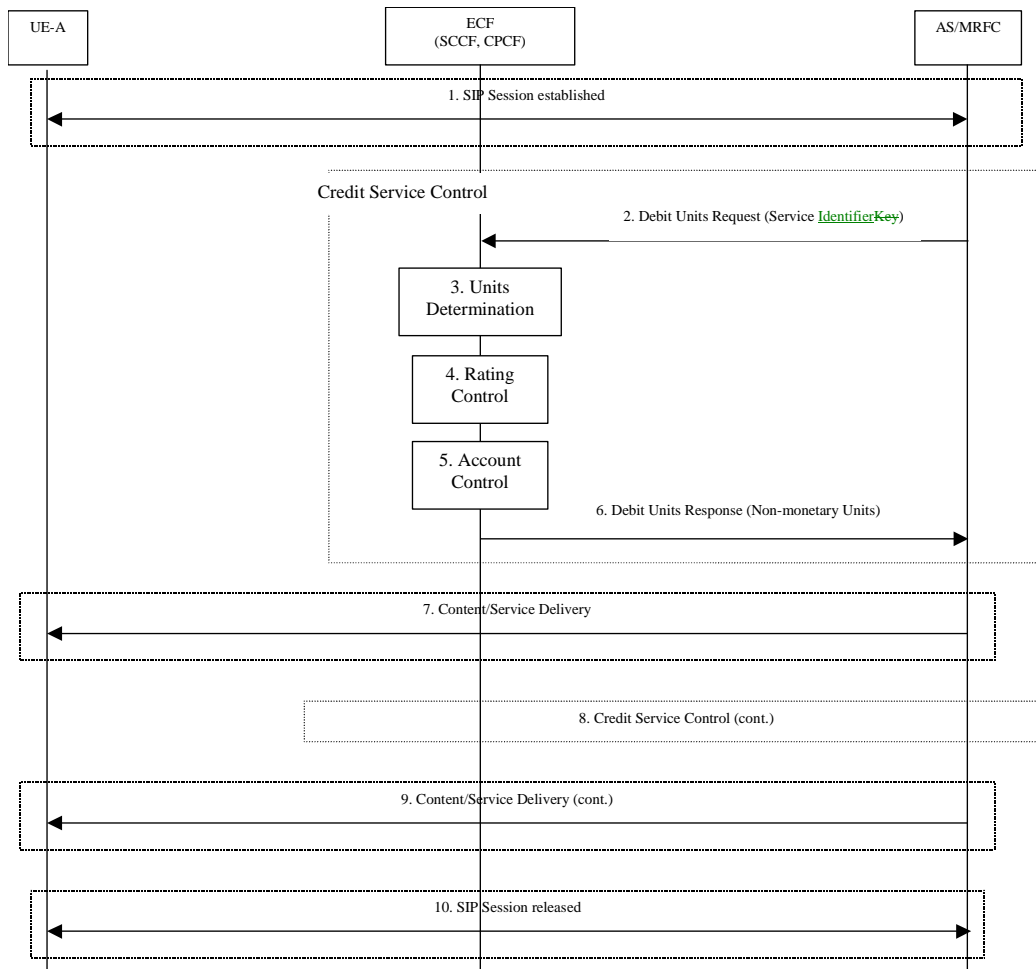 UE-A
ECF
(SCCF, CPCF)
AS/MRFC
1. SIP Session established
Credit Service Control
2. Debit Units Request (Service IdentifierKey)
3. Units
Determination
4. Rating
Control
5. Account
Control
6. Debit Units Response (Non-monetary Units)
7. Content/Service Delivery
8. Credit Service Control (cont.)
9. Content/Service Delivery (cont.)
10. SIP Session released